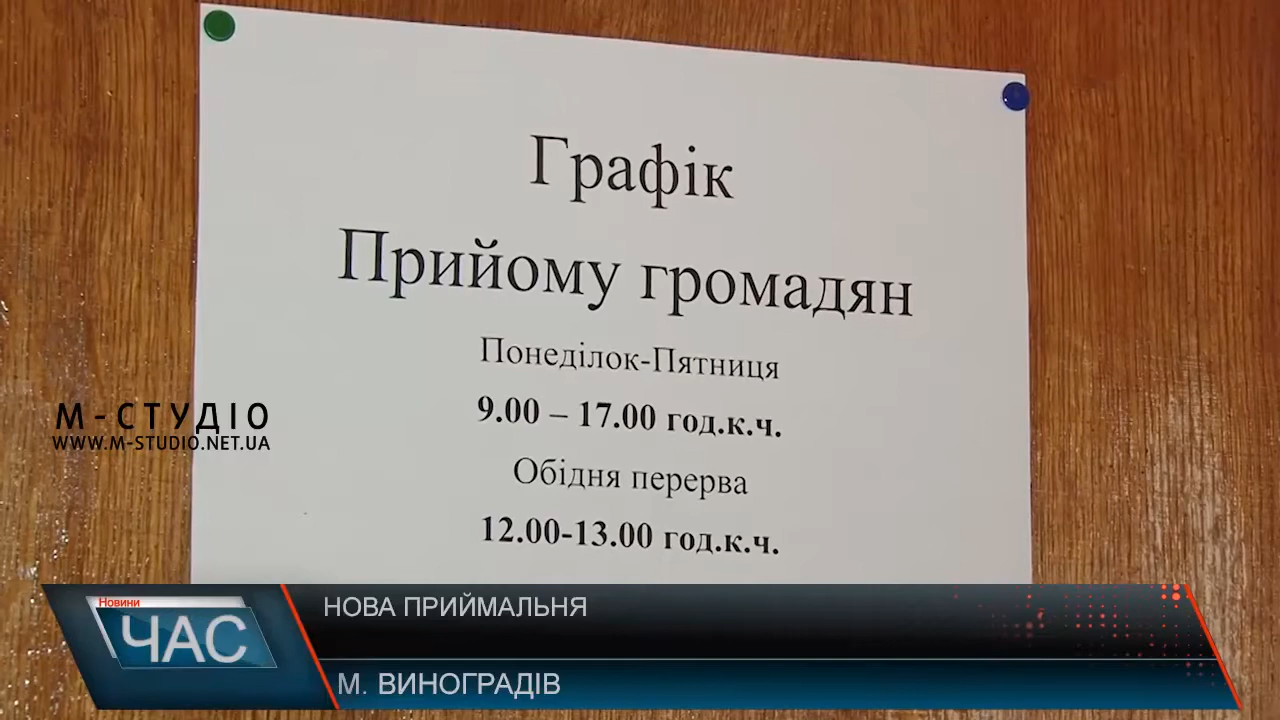 Графік
Прийому громадян
Понеділок-Пятниця
9.00 – 17.00 год.к.ч.
Обідня перерва
12.00-13.00 год.к.ч.
М-СТУДІО
WWW.M-STUDIO.NET.UA
Новини
ЧАС
НОВА ПРИЙМАЛЬНЯ
М. ВИНОГРАДІВ